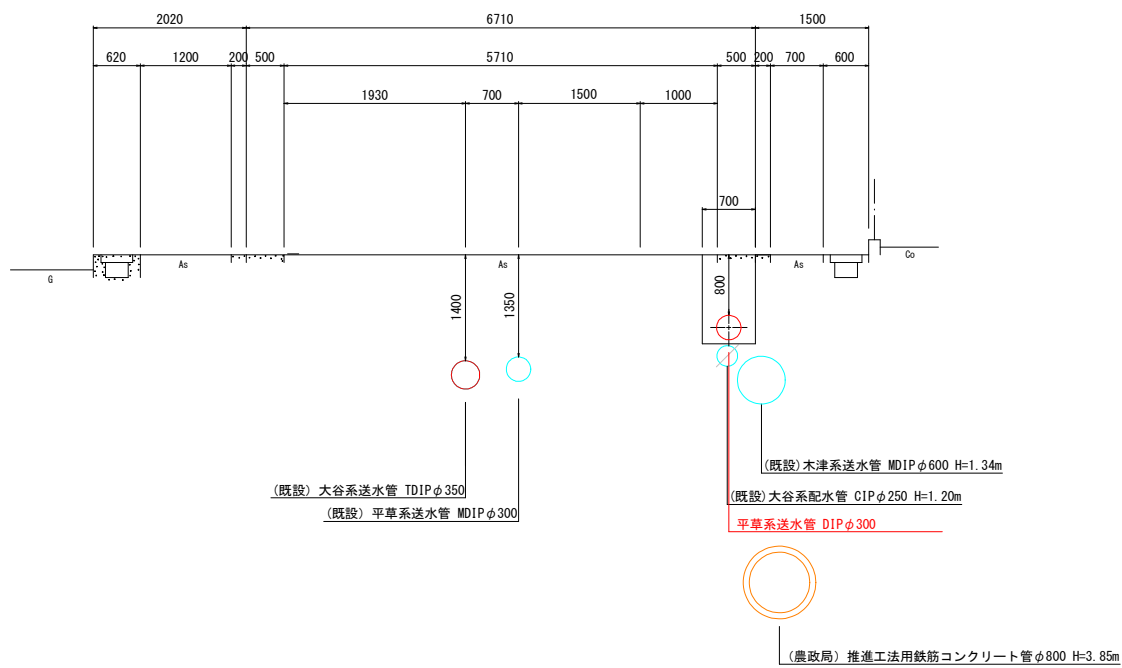 2020 6710 1500
620 1200 200 500 5710 500 200 700 600
1930 700 1500 1000
700
As As As Co
G
1400 1350 800
(既設)木津系送水管 MDIPφ600 H=1.34m
(既設) 大谷系送水管 TDIPφ350
(既設)大谷系配水管 CIPφ250 H=1.20m
(既設) 平草系送水管 MDIPφ300
平草系送水管 DIPφ300
(農政局) 推進工法用鉄筋コンクリート管φ800 H=3.85m